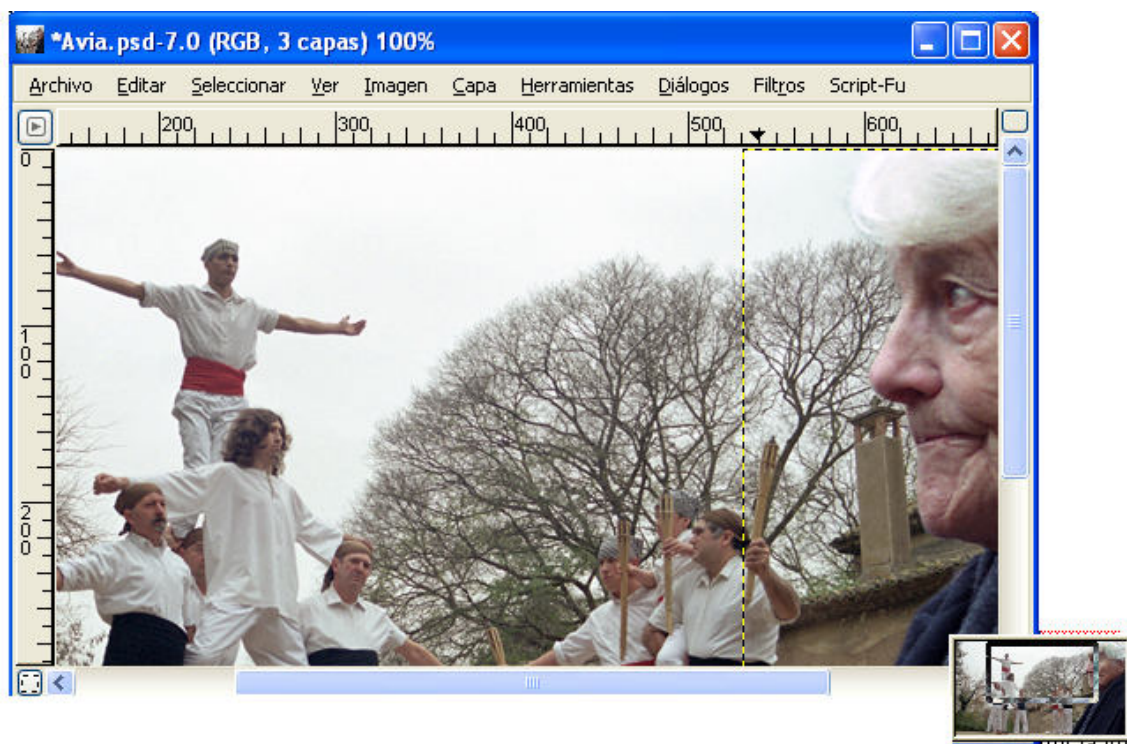 *Avia.psd-7.0 (RGB, 3 capas) 100%
Archivo Editar Seleccionar Ver Imagen Capa Herramientas Diálogos Filtros Script-Fu
200 300 400 500 600
0
100
200